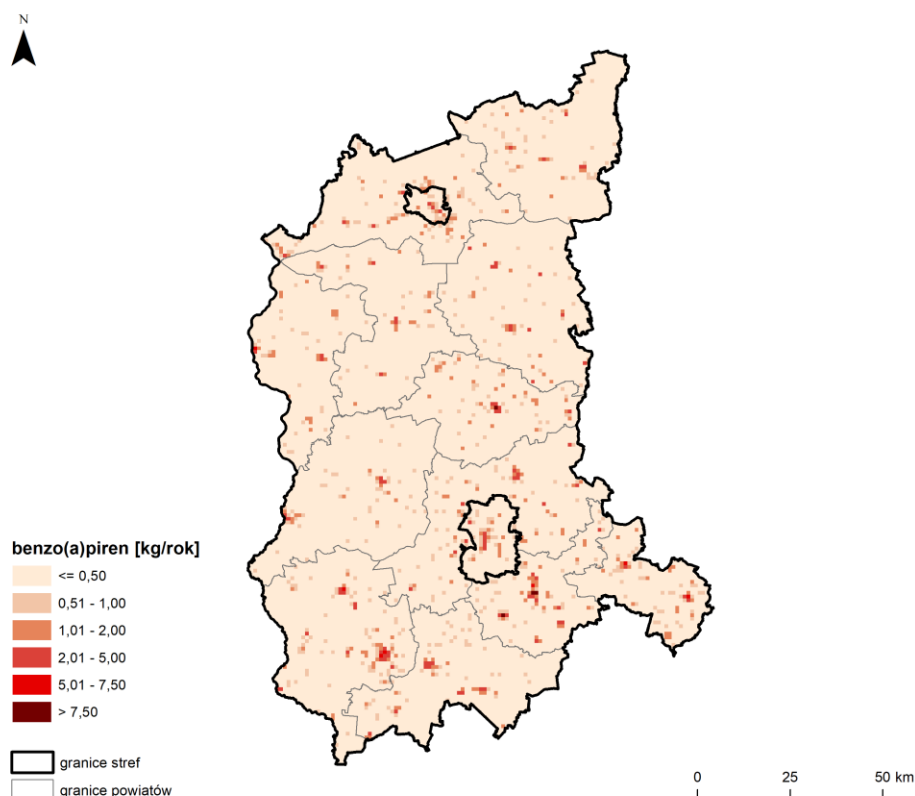 N
benzo(a)piren [kg/rok]
<= 0,50
0,51 - 1,00
1,01 - 2,00
2,01 - 5,00
5,01 - 7,50
> 7,50
granice stref
granice powiatów
0 25 50 km